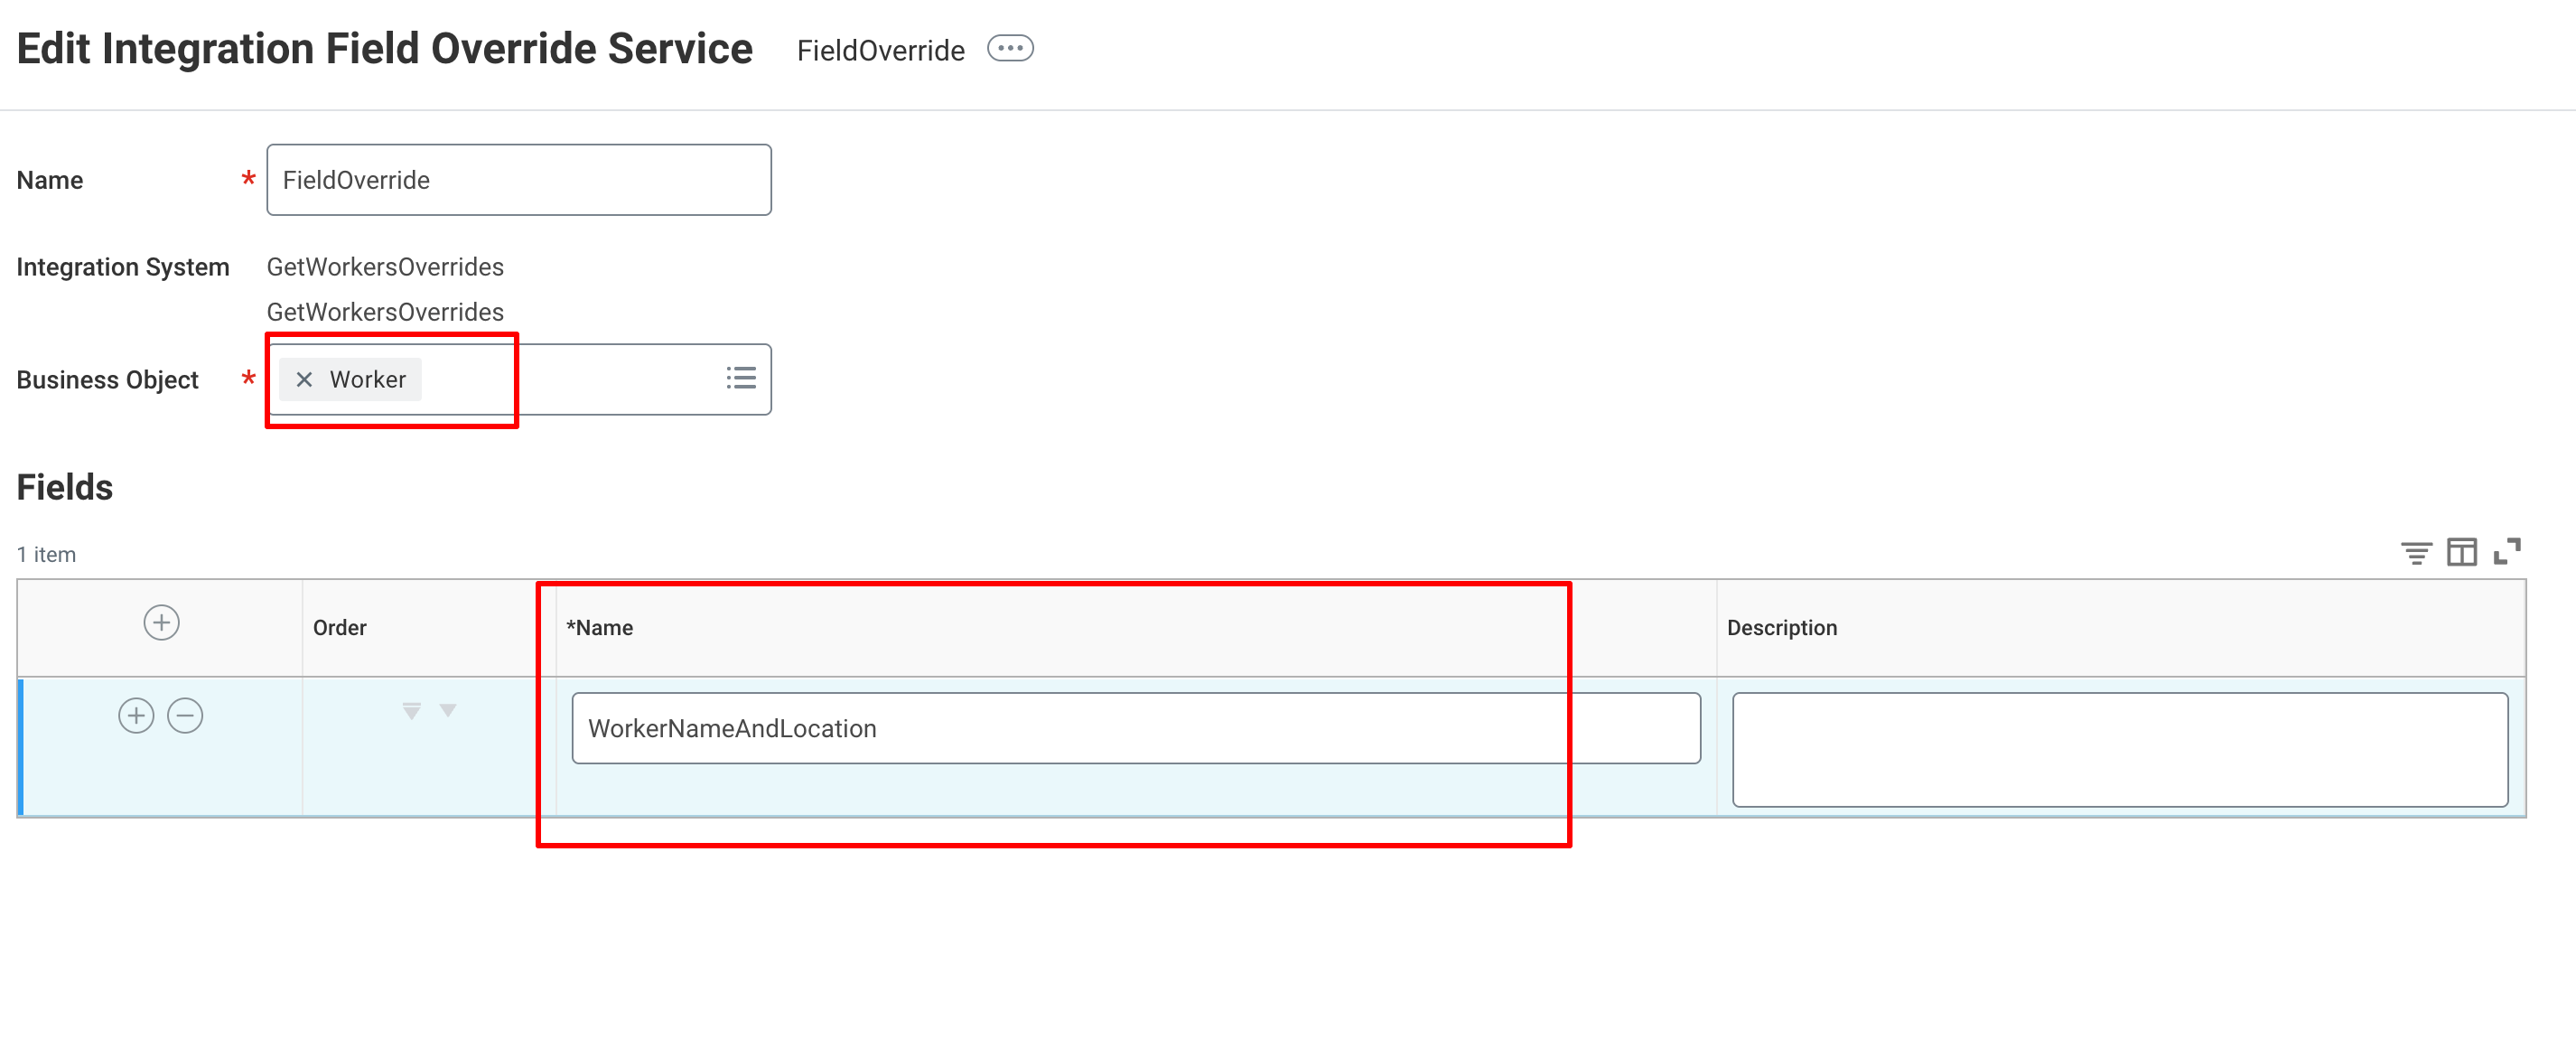 Edit Integration Field Override Service FieldOverride
Name * FieldOverride
Integration System GetWorkersOverrides
GetWorkersOverrides
Business Object * Worker
Fields
1 item
Order *Name Description
WorkerNameAndLocation